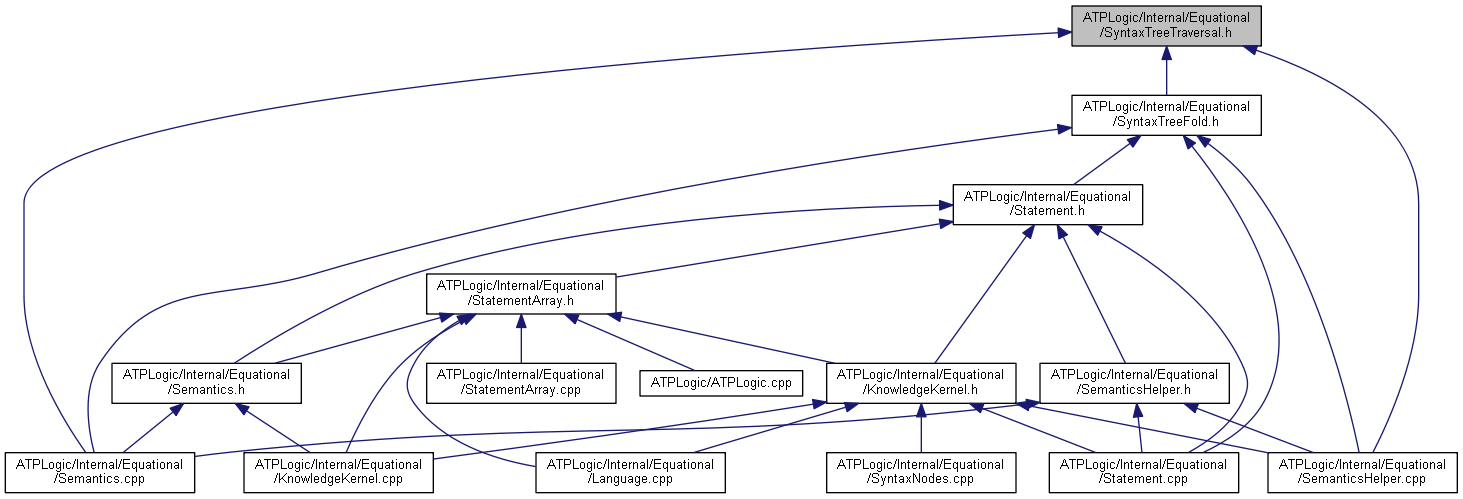 ATPLogic/Internal/Equational
/SyntaxTreeTraversal.h
ATPLogic/Internal/Equational
/SyntaxTreeFold.h
ATPLogic/Internal/Equational
/Statement.h
ATPLogic/Internal/Equational
/StatementArray.h
ATPLogic/Internal/Equational
/Semantics.h
ATPLogic/Internal/Equational
/StatementArray.cpp
ATPLogic/ATPLogic.cpp
ATPLogic/Internal/Equational
/KnowledgeKernel.h
ATPLogic/Internal/Equational
/SemanticsHelper.h
ATPLogic/Internal/Equational
/Semantics.cpp
ATPLogic/Internal/Equational
/KnowledgeKernel.cpp
ATPLogic/Internal/Equational
/Language.cpp
ATPLogic/Internal/Equational
/SyntaxNodes.cpp
ATPLogic/Internal/Equational
/Statement.cpp
ATPLogic/Internal/Equational
/SemanticsHelper.cpp